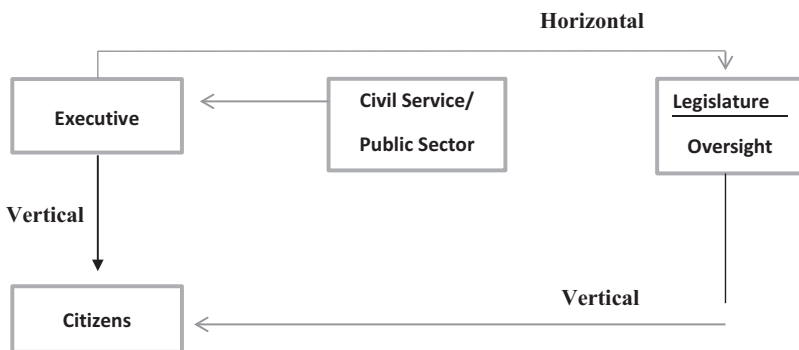 Horizontal
Executive
Civil Service/
Public Sector
Legislature
Oversight
Vertical
Citizens
Vertical